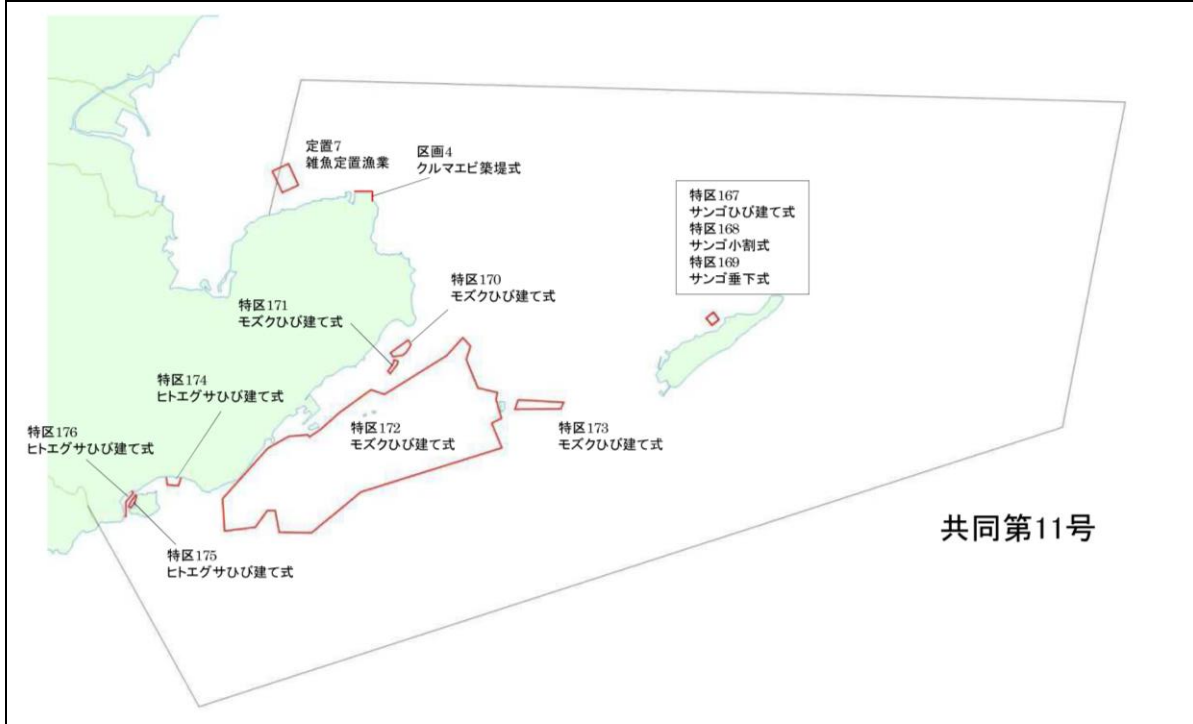 定置7
雑魚定置漁業
区画4
クルマエビ築堤式
特区167
サンゴひび建て式
特区168
サンゴ小割式
特区169
サンゴ垂下式
特区170
モズクひび建て式
特区171
モズクひび建て式
特区174
ヒトエグサひび建て式
特区172
モズクひび建て式
特区173
モズクひび建て式
特区176
ヒトエグサひび建て式
特区175
ヒトエグサひび建て式
共同第11号